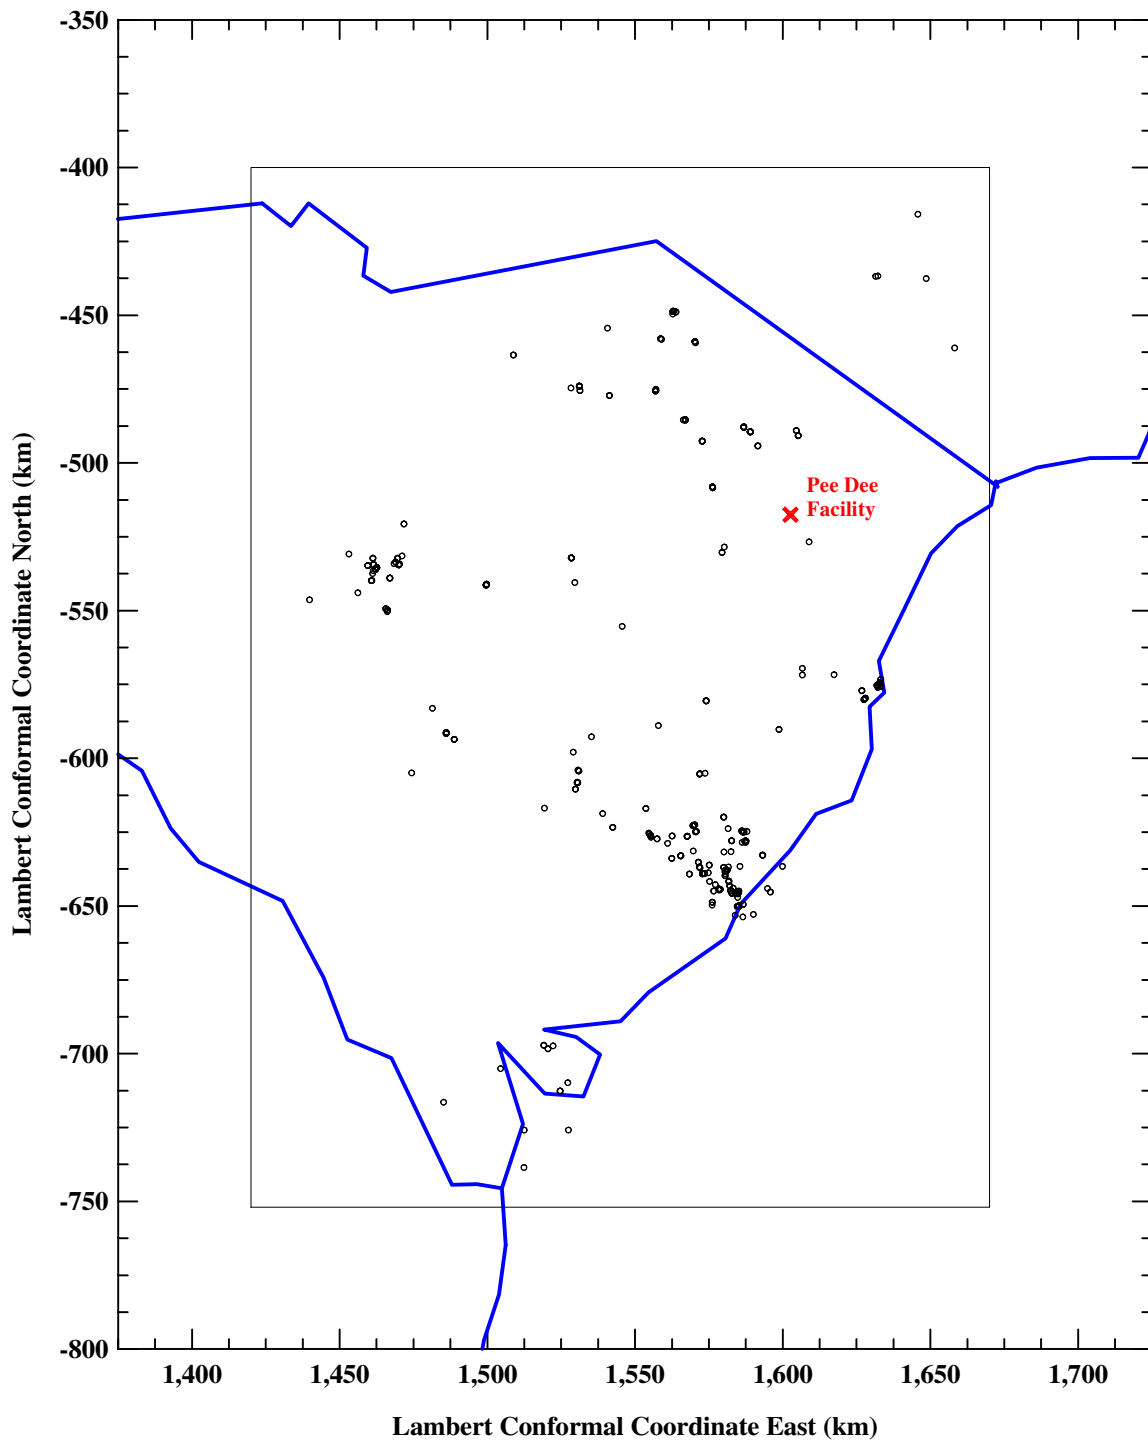 -350
-400
-450
-500
Pee Dee
Facility
-550
-600
-650
-700
-750
-800
Lambert Conformal Coordinate North (km)
1,400 1,450 1,500 1,550 1,600 1,650 1,700
Lambert Conformal Coordinate East (km)